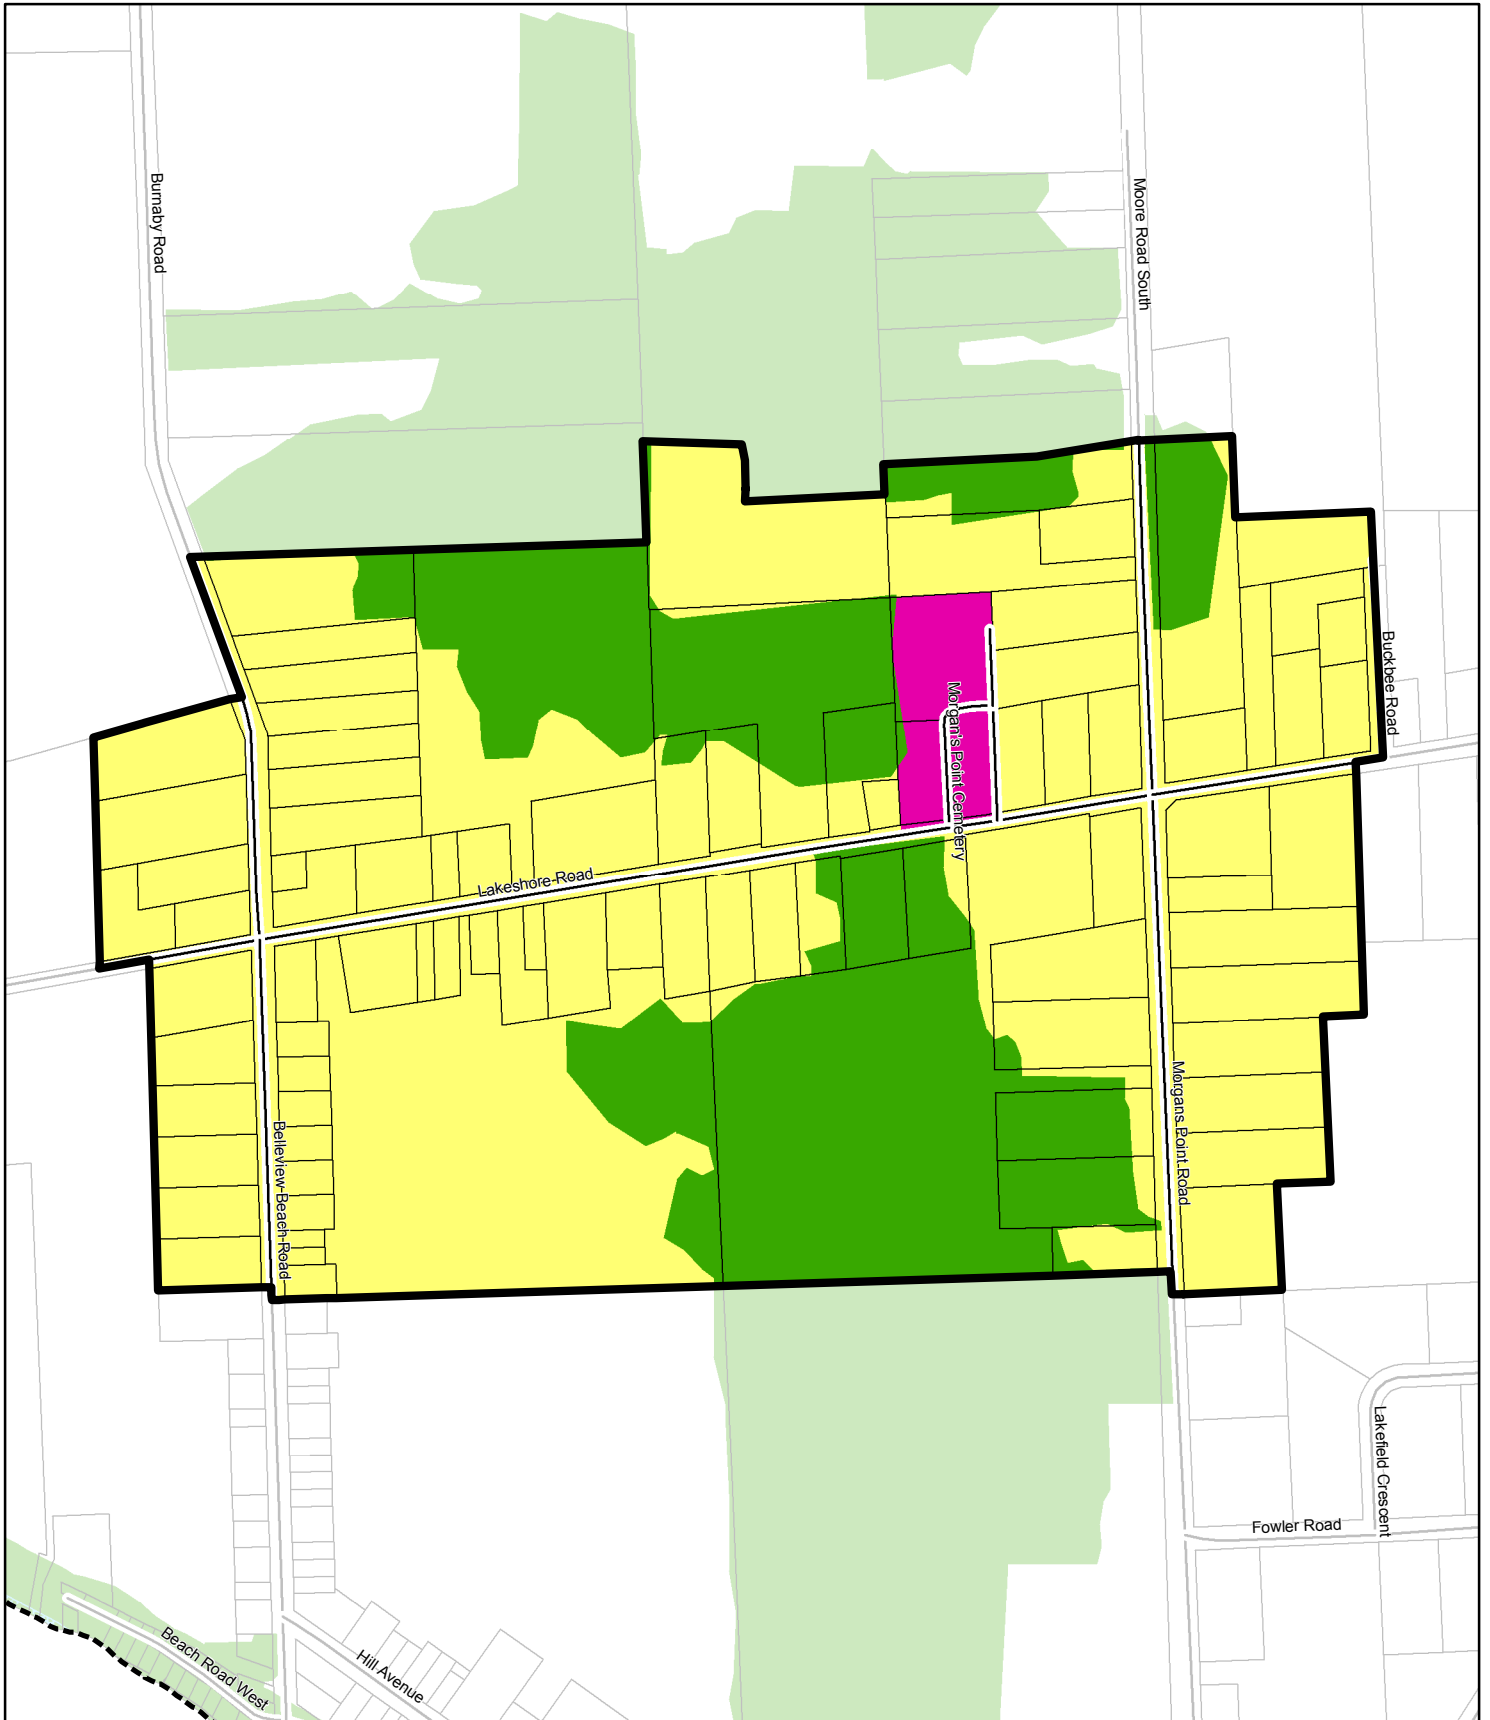 Burnaby Road
Moore Road South
Buckbee Road
Morgan's Point Cemetery
Lakeshore Road
Morgans Point Road
Belleview Beach Road
Lakefield Crescent
Fowler Road
Beach Road West
Hill Avenue